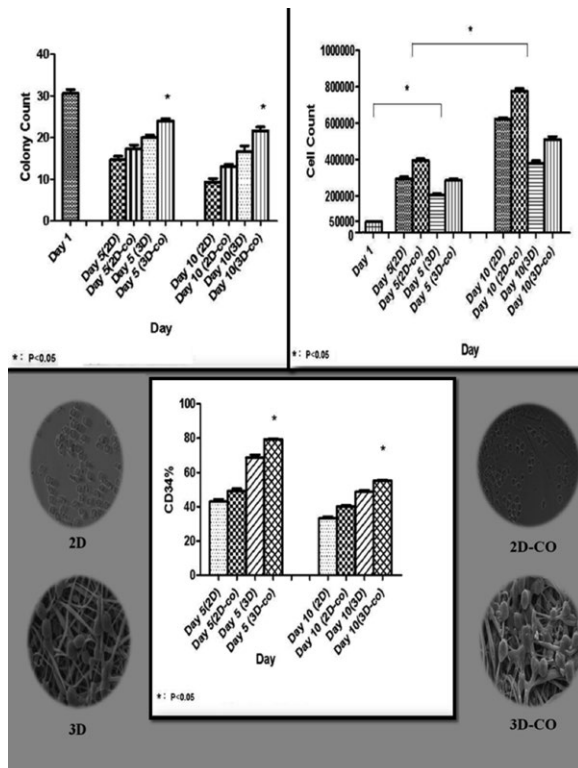 Colony Count
40
30
20
10
0
*
*
Day 1
Day 5(2D)
Day 5(2D-co)
Day 5 (3D)
Day 5 (3D-co)
Day 10 (2D)
Day 10 (2D-co)
Day 10(3D)
Day 10(3D-co)
Day
*: P<0.05
Cell Count
1000000
800000
600000
400000
200000
50000
*
*
Day 1
Day 5(2D)
Day 5(2D-co)
Day 5 (3D)
Day 5 (3D-co)
Day 10 (2D)
Day 10 (2D-co)
Day 10(3D)
Day 10(3D-co)
Day
*: P<0.05
2D
3D
CD34%
100
80
60
40
20
0
*
*
Day 5(2D)
Day 5(2D-co)
Day 5 (3D)
Day 5 (3D-co)
Day 10 (2D)
Day 10 (2D-co)
Day 10(3D)
Day 10(3D-co)
Day
*: P<0.05
2D-CO
3D-CO